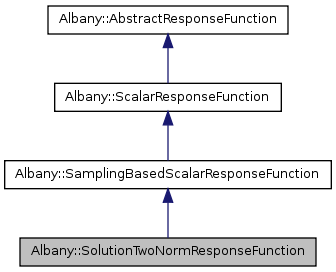 Albany::AbstractResponseFunction
Albany::ScalarResponseFunction
Albany::SamplingBasedScalarResponseFunction
Albany::SolutionTwoNormResponseFunction